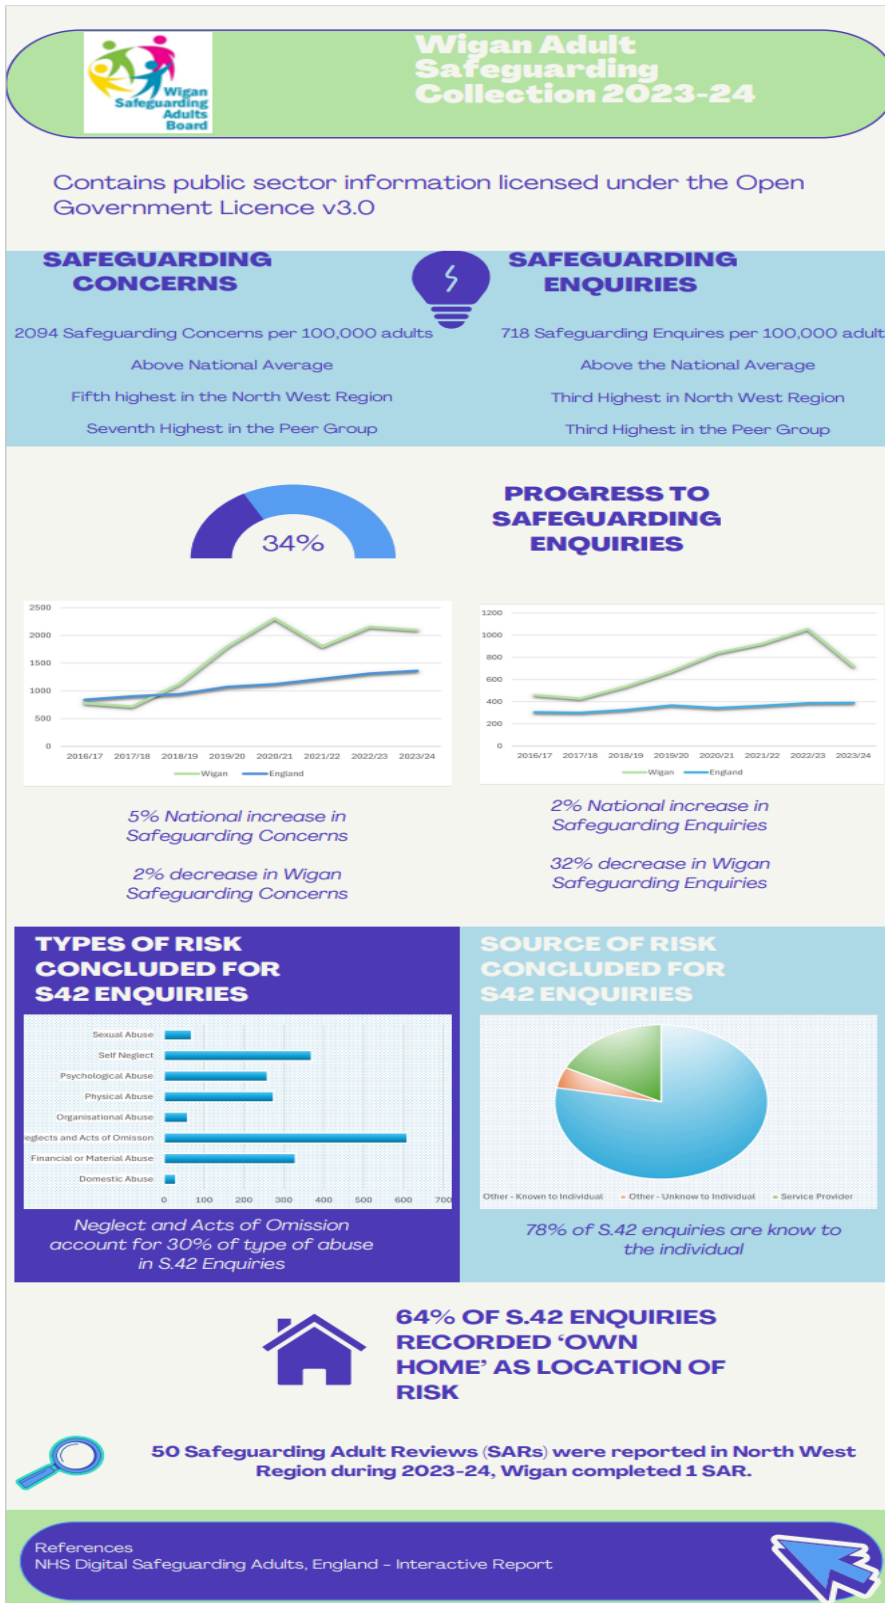 Wigan
Safeguarding
Adults
Board
Wigan Adult
Safeguarding
Collection 2023-24
Contains public sector information licensed under the Open
Government Licence v3.0
SAFEGUARDING
CONCERNS
2094 Safeguarding Concerns per 100,000 adults
Above National Average
Fifth highest in the North West Region
Seventh Highest in the Peer Group
SAFEGUARDING
ENQUIRIES
718 Safeguarding Enquires per 100,000 adult
Above the National Average
Third Highest in North West Region
Third Highest in the Peer Group
34%
PROGRESS TO
SAFEGUARDING
ENQUIRIES
2500
2000
1500
1000
500
0
2016/17 2017/18 2018/19 2019/20 2020/21 2021/22 2022/23 2023/24
Wigan England
1200
1000
800
600
400
200
0
2016/17 2017/18 2018/19 2019/20 2020/21 2021/22 2022/23 2023/24
Wigan England
5% National increase in
Safeguarding Concerns
2% decrease in Wigan
Safeguarding Concerns
2% National increase in
Safeguarding Enquiries
32% decrease in Wigan
Safeguarding Enquiries
TYPES OF RISK
CONCLUDED FOR
S42 ENQUIRIES
Sexual Abuse
Self Neglect
Psychological Abuse
Physical Abuse
Organisational Abuse
eglects and Acts of Omisson
Financial or Material Abuse
Domestic Abuse
0 100 200 300 400 500 600 700
Neglect and Acts of Omission
account for 30% of type of abuse
in S.42 Enquiries
SOURCE OF RISK
CONCLUDED FOR
S42 ENQUIRIES
Other - Known to Individual Other - Unknow to Individual Service Provider
78% of S.42 enquiries are know to
the individual
64% OF S.42 ENQUIRIES
RECORDED ‘OWN
HOME’ AS LOCATION OF
RISK
50 Safeguarding Adult Reviews (SARs) were reported in North West
Region during 2023-24, Wigan completed 1 SAR.
References
NHS Digital Safeguarding Adults, England - Interactive Report